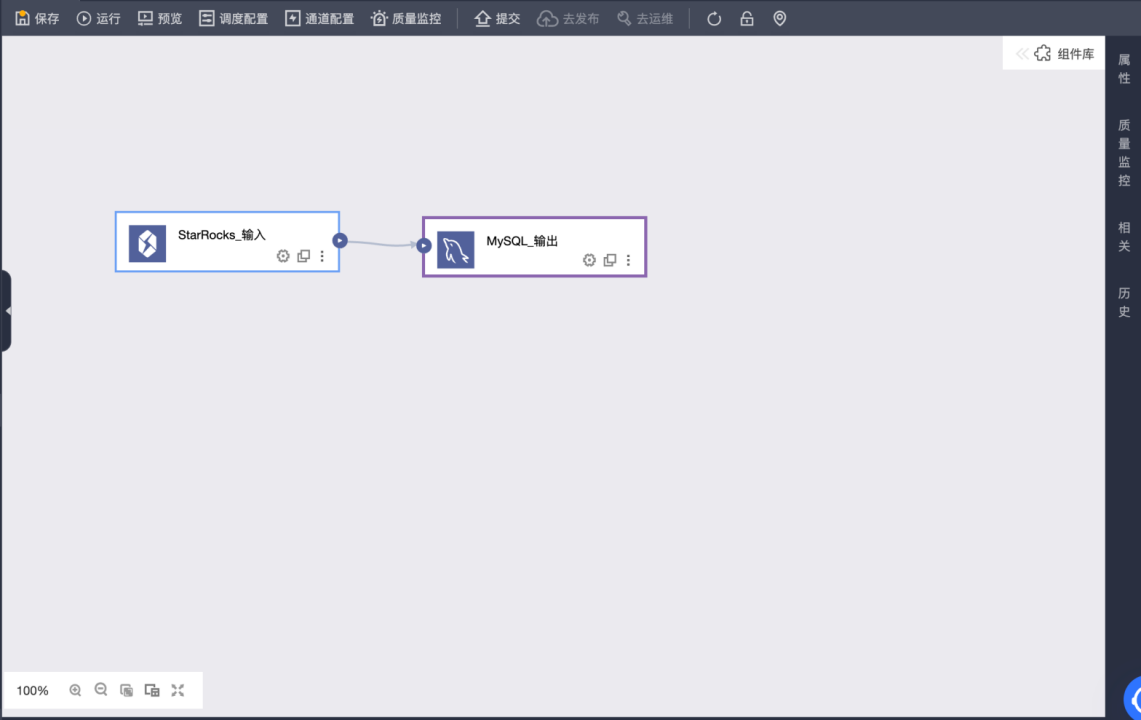 保存 运行 预览 调度配置 通道配置 质量监控 提交 去发布 去运维
组件库
属性
质量监控
相关
历史
StarRocks_输入
MySQL_输出
100%